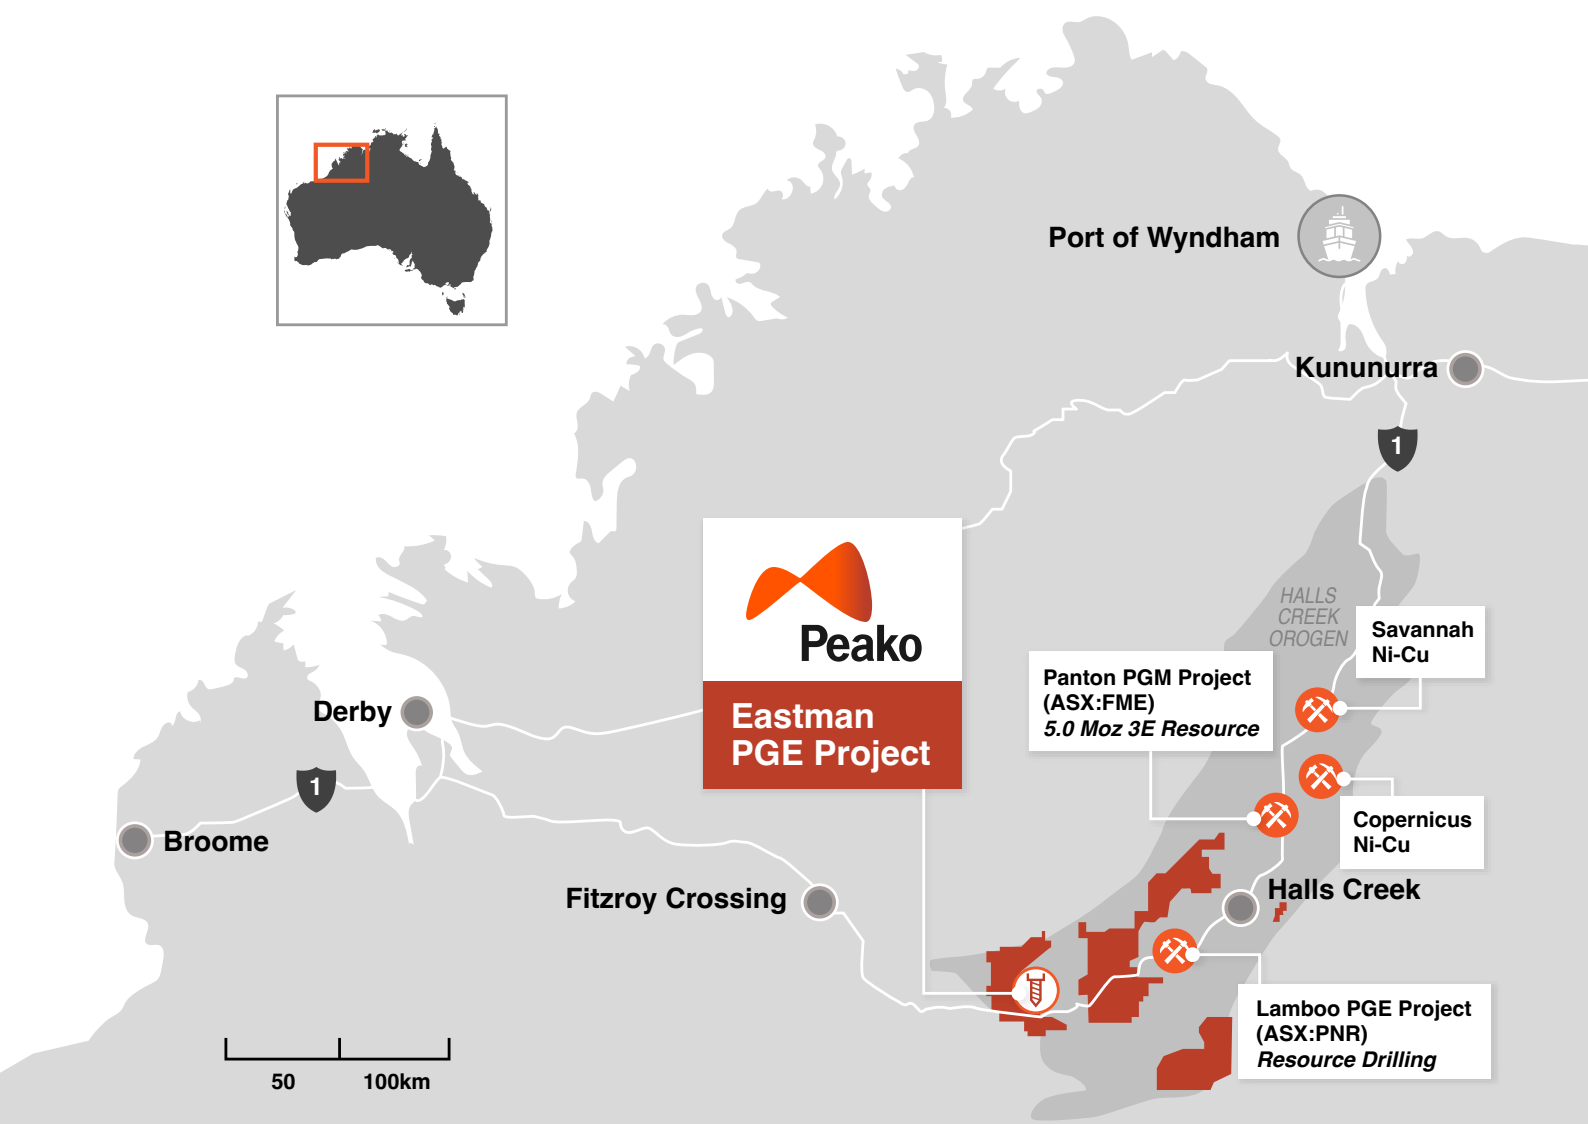 Port of Wyndham
Kununurra
1
HALLS
CREEK
OROGEN
Savannah
Ni-Cu
Peako
Eastman
PGE Project
Panton PGM Project
(ASX:FME)
5.0 Moz 3E Resource
Derby
1
Broome
Copernicus
Ni-Cu
Fitzroy Crossing
Halls Creek
Lamboo PGE Project
(ASX:PNR)
Resource Drilling
50 100km